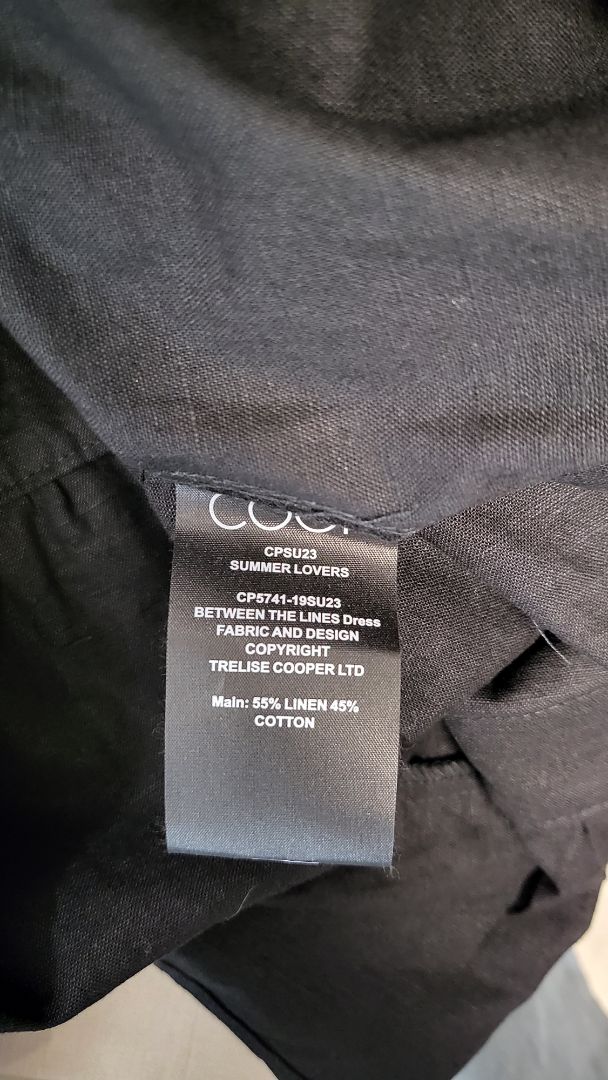 CPSU23
SUMMER LOVERS
CP5741-19SU23
BETWEEN THE LINES Dress
FABRIC AND DESIGN
COPYRIGHT
TRELISE COOPER LTD
Main: 55% LINEN 45%
COTTON